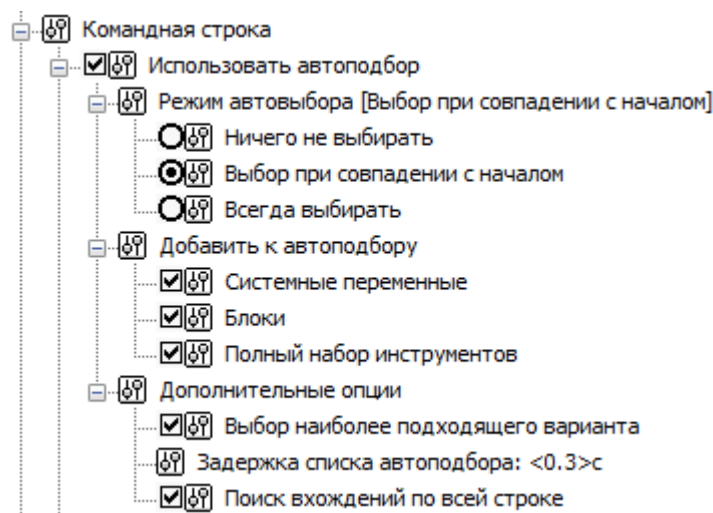 Командная строка
Использовать автоподбор
Режим автовыбора [Выбор при совпадении с началом]
Ничего не выбирать
Выбор при совпадении с началом
Всегда выбирать
Добавить к автоподбору
Системные переменные
Блоки
Полный набор инструментов
Дополнительные опции
Выбор наиболее подходящего варианта
Задержка списка автоподбора: <0.3>с
Поиск вхождений по всей строке